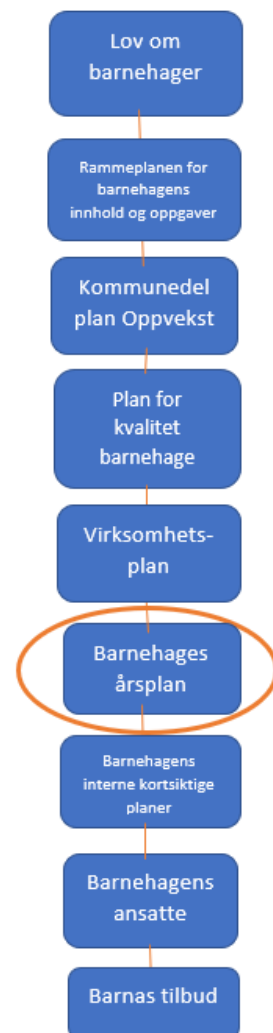 Lov om
barnehager
Rammeplanen for
barnehagens
innhold og oppgaver
Kommunedel
plan Oppvekst
Plan for
kvalitet
barnehage
Virksomhets-
plan
Barnehages
årsplan
Barnehagens
interne kortsiktige
planer
Barnehagens
ansatte
Barnas tilbud